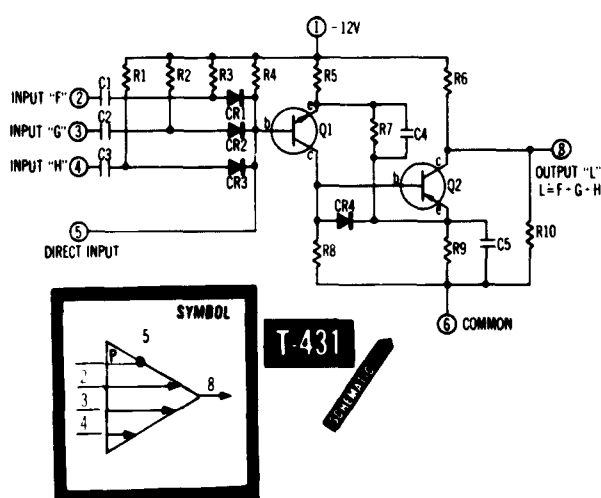 1 -12V
R1 R2 R3 R4 R5 R6
INPUT "F" 2 C1
CR1
INPUT "G" 3 C2
CR2
INPUT "H" 4 C3
CR3
b e Q1 c
R7 C4
8
OUTPUT "L"
L=F+G+H
b c Q2 e
5
DIRECT INPUT
CR4
R8 R9 C5 R10
6 COMMON
SYMBOL
P 5
2
3
4
8
T-431
SCHEMATIC